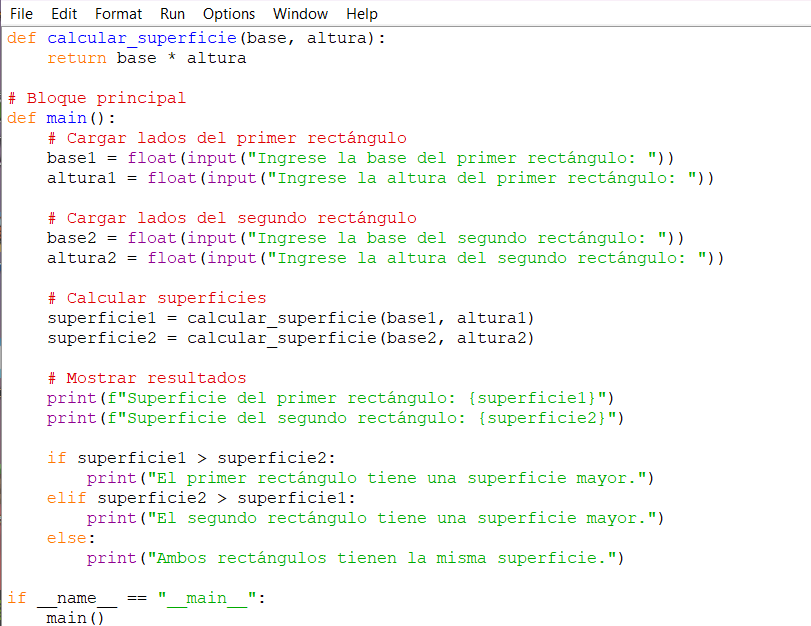 File Edit Format Run Options Window Help
def calcular_superficie(base, altura):
    return base * altura

# Bloque principal
def main():
    # Cargar lados del primer rectángulo
    base1 = float(input("Ingrese la base del primer rectángulo: "))
    altura1 = float(input("Ingrese la altura del primer rectángulo: "))

    # Cargar lados del segundo rectángulo
    base2 = float(input("Ingrese la base del segundo rectángulo: "))
    altura2 = float(input("Ingrese la altura del segundo rectángulo: "))

    # Calcular superficies
    superficie1 = calcular_superficie(base1, altura1)
    superficie2 = calcular_superficie(base2, altura2)

    # Mostrar resultados
    print(f"Superficie del primer rectángulo: {superficie1}")
    print(f"Superficie del segundo rectángulo: {superficie2}")

    if superficie1 > superficie2:
        print("El primer rectángulo tiene una superficie mayor.")
    elif superficie2 > superficie1:
        print("El segundo rectángulo tiene una superficie mayor.")
    else:
        print("Ambos rectángulos tienen la misma superficie.")

if __name__ == "__main__":
    main()